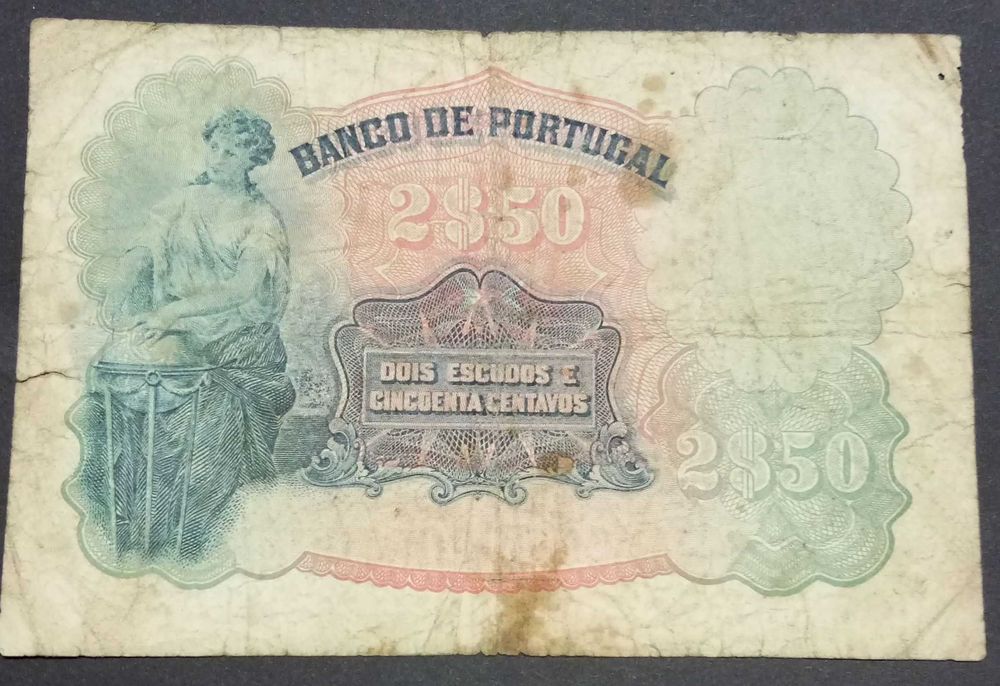 BANCO DE PORTUGAL
2$50
DOIS ESCUDOS E
CINCOENTA CENTAVOS
2$50